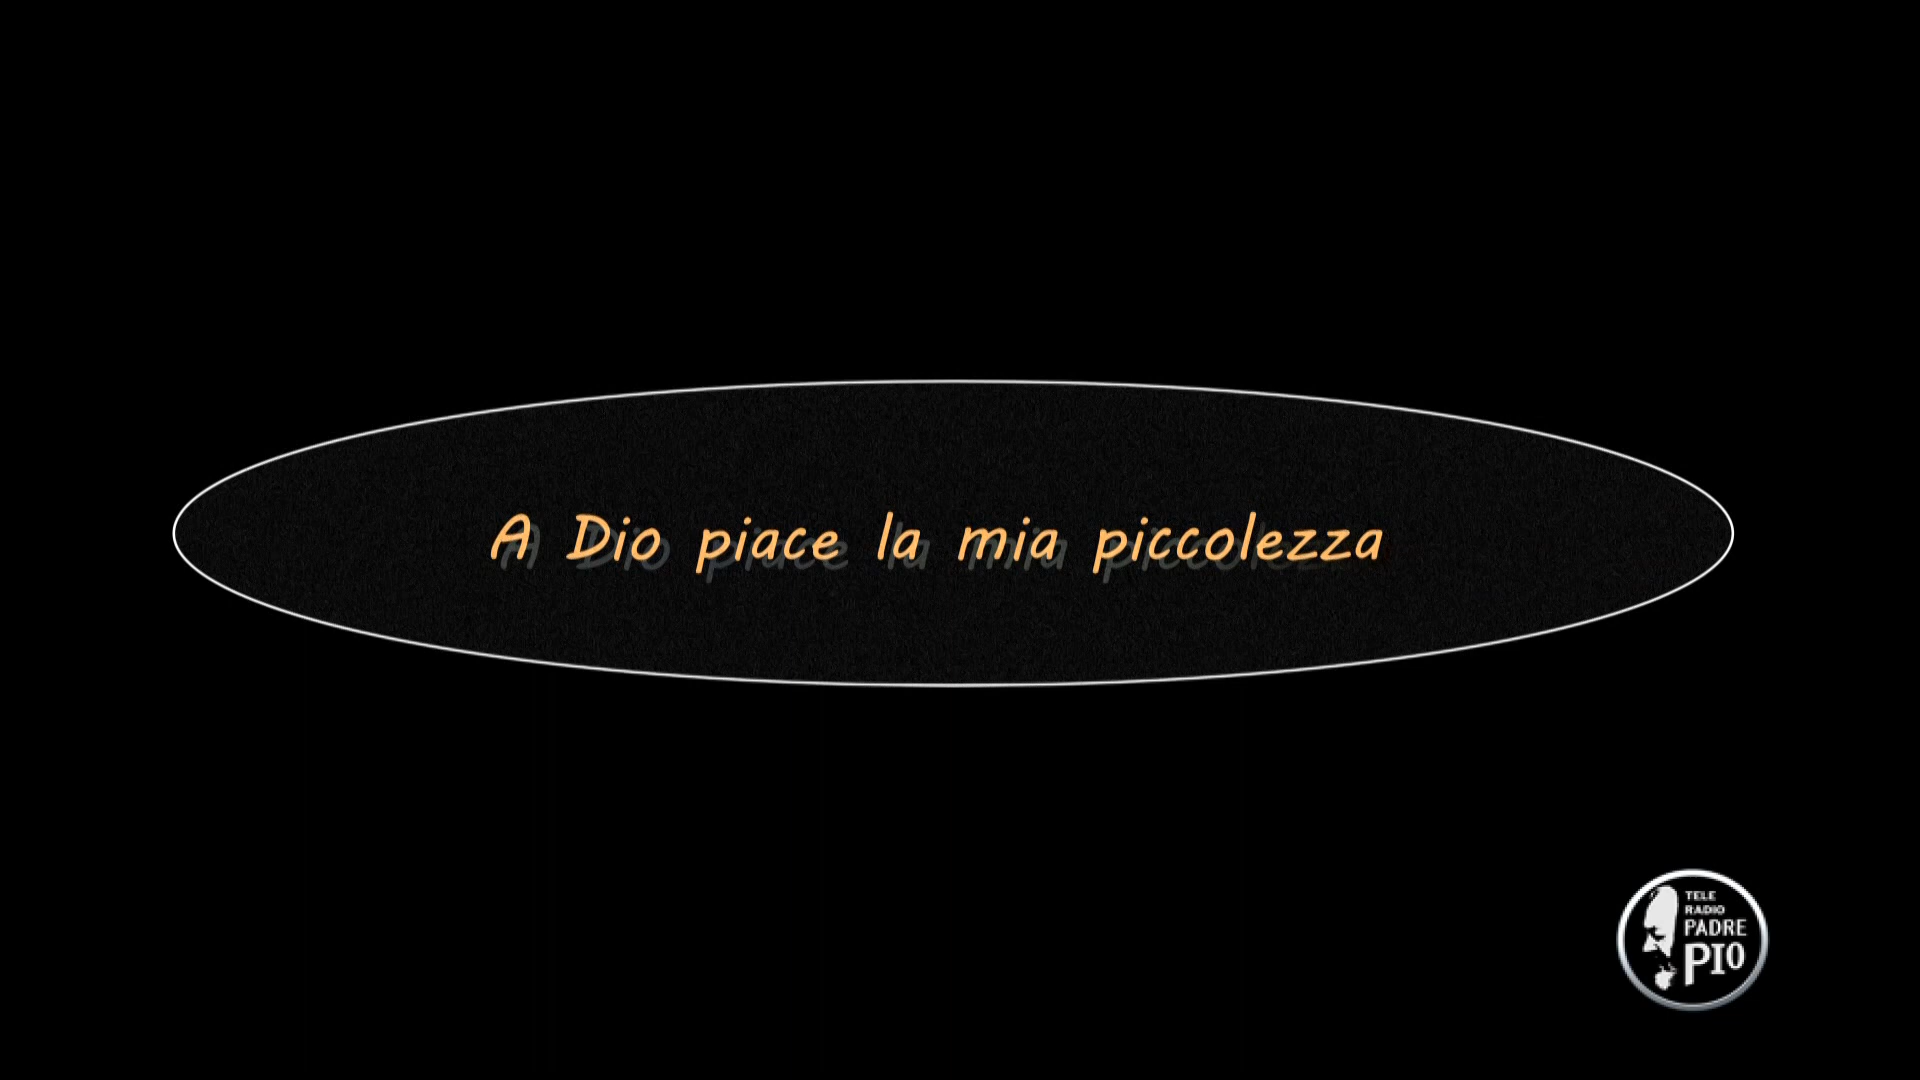 A Dio piace la mia piccolezza
TELE
RADIO
PADRE
PIO